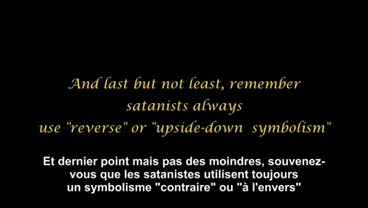 And last but not least, remember
satanists always
use "reverse" or "upside-down symbolism"
Et dernier point mais pas des moindres, souvenez-
vous que les satanistes utilisent toujours
un symbolisme "contraire" ou "à l'envers"